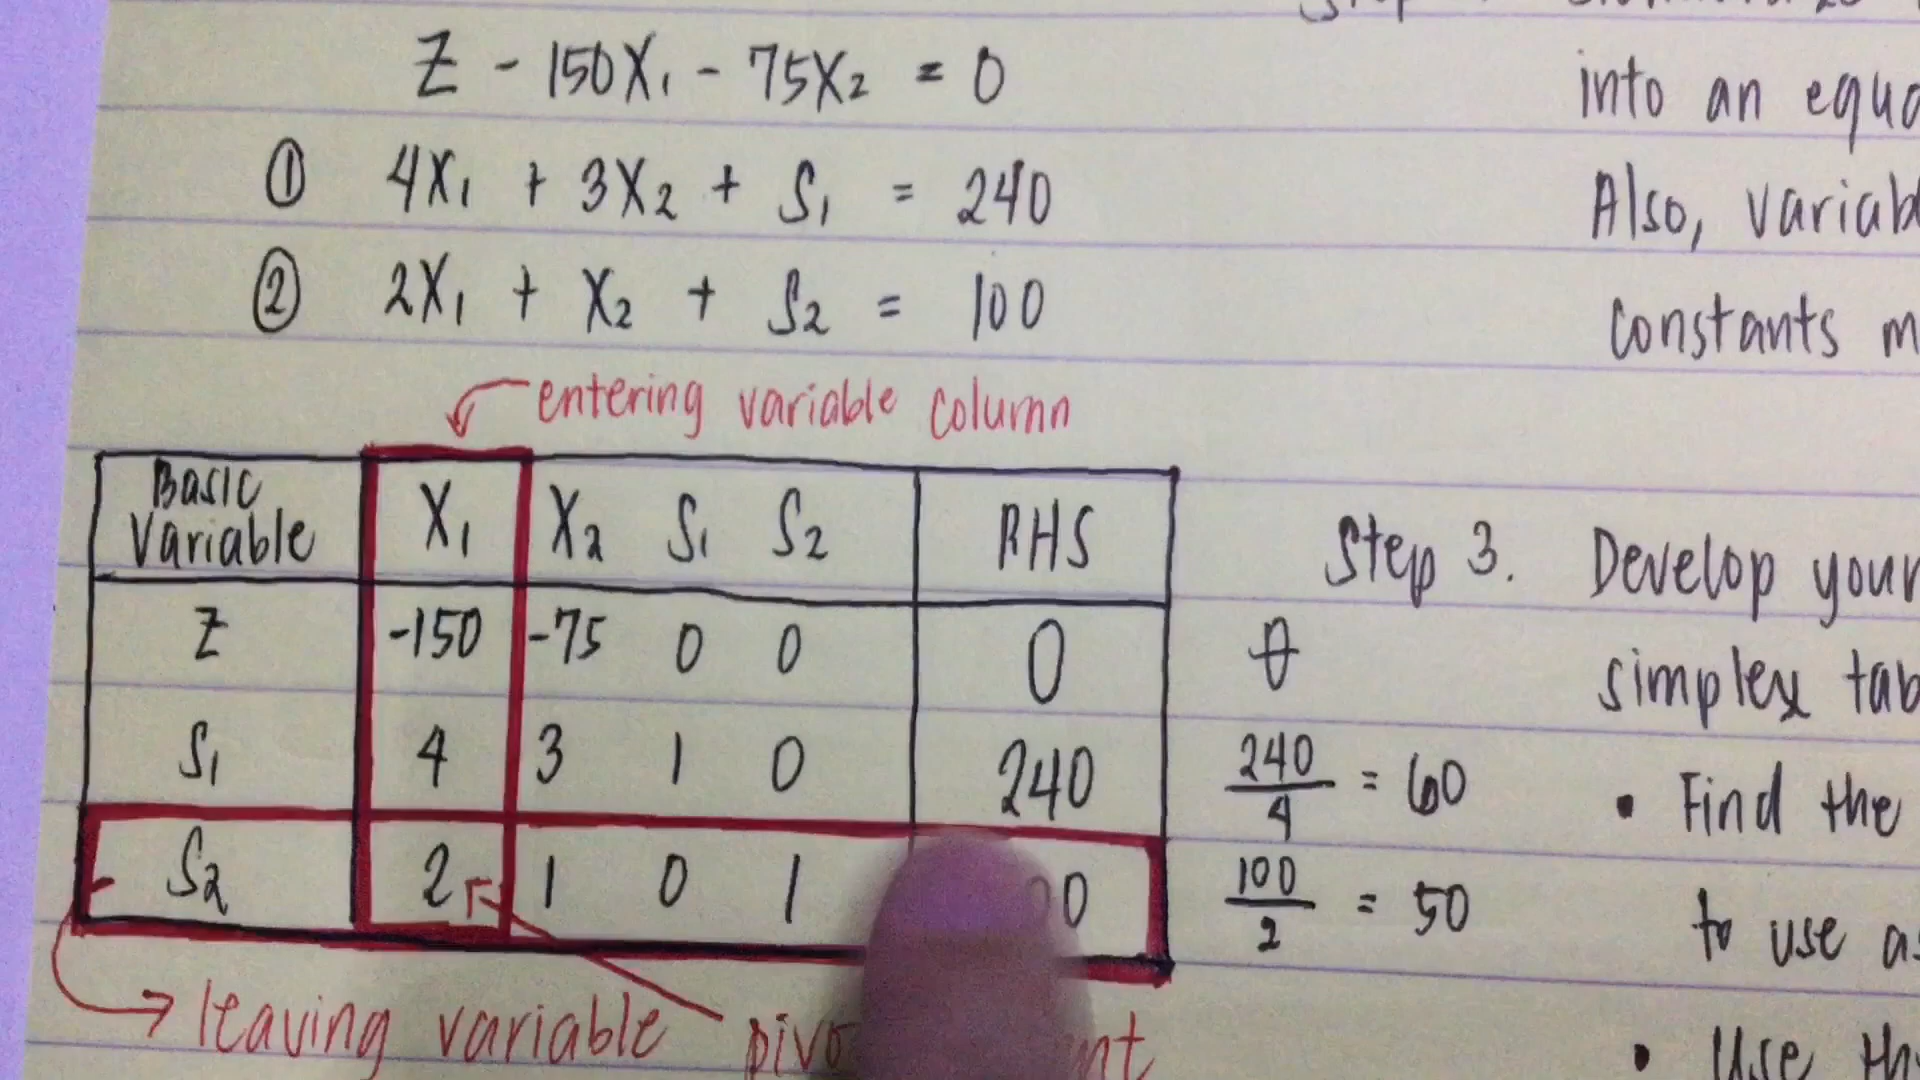 Z - 150X₁ - 75X₂ = 0
into an
① 4X₁ + 3X₂ + S₁ = 240
Also,
② 2X₁ + X₂ + S₂ = 100
constants
entering variable column
Basic Variable X₁ X₂ S₁ S₂ RHS
Step 3. Develop your
Z -150 -75 0 0 0 θ
simplex
S₁ 4 3 1 0 240 240/4 = 60
• Find the
S₂ 2 1 0 1 100/2 = 50
to use
leaving variable
• Use